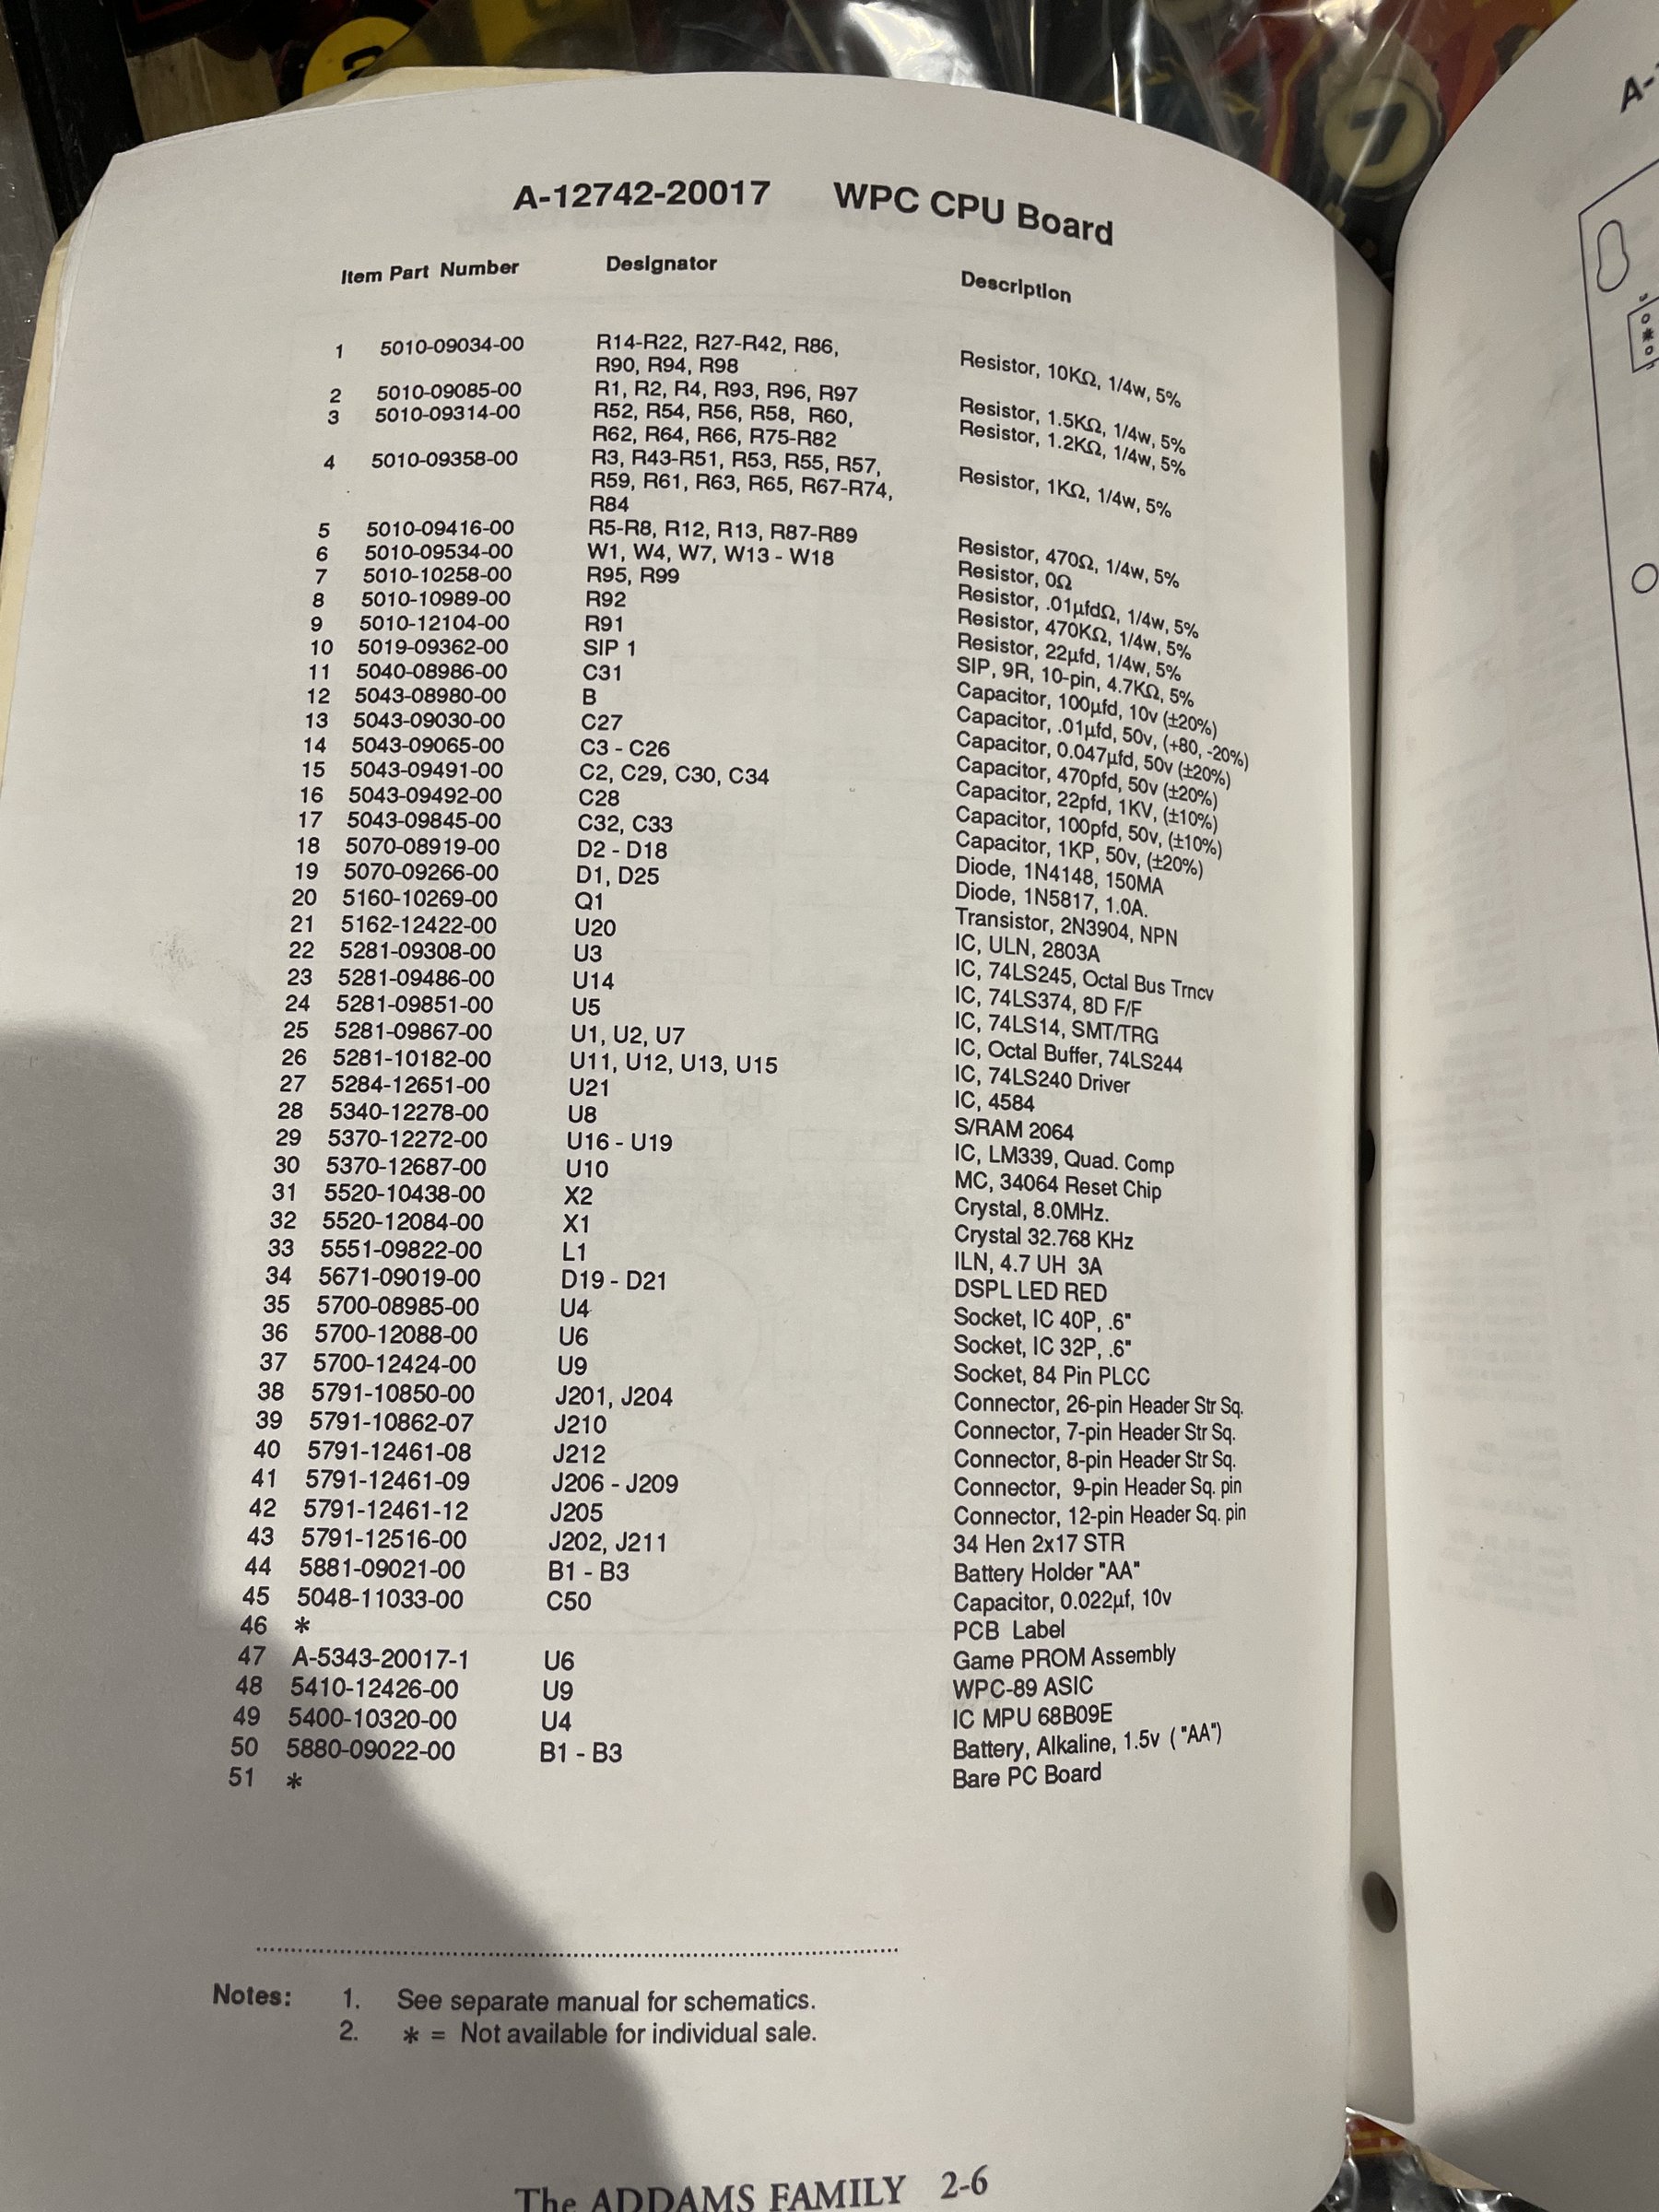 A-12742-20017 WPC CPU Board
Item Part Number Designator Description
1 5010-09034-00 R14-R22, R27-R42, R86, Resistor, 10KΩ, 1/4w, 5%
R90, R94, R98
2 5010-09085-00 R1, R2, R4, R93, R96, R97 Resistor, 1.5KΩ, 1/4w, 5%
3 5010-09314-00 R52, R54, R56, R58, R60, Resistor, 1.2KΩ, 1/4w, 5%
R62, R64, R66, R75-R82
4 5010-09358-00 R3, R43-R51, R53, R55, R57, Resistor, 1KΩ, 1/4w, 5%
R59, R61, R63, R65, R67-R74,
R84
5 5010-09416-00 R5-R8, R12, R13, R87-R89 Resistor, 470Ω, 1/4w, 5%
6 5010-09534-00 W1, W4, W7, W13 - W18 Resistor, 0Ω
7 5010-10258-00 R95, R99 Resistor, .01µfdΩ, 1/4w, 5%
8 5010-10989-00 R92 Resistor, 470KΩ, 1/4w, 5%
9 5010-12104-00 R91 Resistor, 22µfd, 1/4w, 5%
10 5019-09362-00 SIP 1 SIP, 9R, 10-pin, 4.7KΩ, 5%
11 5040-08986-00 C31 Capacitor, 100µfd, 10v (±20%)
12 5043-08980-00 B Capacitor, .01µfd, 50v, (+80, -20%)
13 5043-09030-00 C27 Capacitor, 0.047µfd, 50v (±20%)
14 5043-09065-00 C3 - C26 Capacitor, 470pfd, 50v (±20%)
15 5043-09491-00 C2, C29, C30, C34 Capacitor, 22pfd, 1KV, (±10%)
16 5043-09492-00 C28 Capacitor, 100pfd, 50v, (±10%)
17 5043-09845-00 C32, C33 Capacitor, 1KP, 50v, (±20%)
18 5070-08919-00 D2 - D18 Diode, 1N4148, 150MA
19 5070-09266-00 D1, D25 Diode, 1N5817, 1.0A.
20 5160-10269-00 Q1 Transistor, 2N3904, NPN
21 5162-12422-00 U20 IC, ULN, 2803A
22 5281-09308-00 U3 IC, 74LS245, Octal Bus Trncv
23 5281-09486-00 U14 IC, 74LS374, 8D F/F
24 5281-09851-00 U5 IC, 74LS14, SMT/TRG
25 5281-09867-00 U1, U2, U7 IC, Octal Buffer, 74LS244
26 5281-10182-00 U11, U12, U13, U15 IC, 74LS240 Driver
27 5284-12651-00 U21 IC, 4584
28 5340-12278-00 U8 S/RAM 2064
29 5370-12272-00 U16 - U19 IC, LM339, Quad. Comp
30 5370-12687-00 U10 MC, 34064 Reset Chip
31 5520-10438-00 X2 Crystal, 8.0MHz.
32 5520-12084-00 X1 Crystal 32.768 KHz
33 5551-09822-00 L1 ILN, 4.7 UH 3A
34 5671-09019-00 D19 - D21 DSPL LED RED
35 5700-08985-00 U4 Socket, IC 40P, .6"
36 5700-12088-00 U6 Socket, IC 32P, .6"
37 5700-12424-00 U9 Socket, 84 Pin PLCC
38 5791-10850-00 J201, J204 Connector, 26-pin Header Str Sq.
39 5791-10862-07 J210 Connector, 7-pin Header Str Sq.
40 5791-12461-08 J212 Connector, 8-pin Header Str Sq.
41 5791-12461-09 J206 - J209 Connector, 9-pin Header Sq. pin
42 5791-12461-12 J205 Connector, 12-pin Header Sq. pin
43 5791-12516-00 J202, J211 34 Hen 2x17 STR
44 5881-09021-00 B1 - B3 Battery Holder "AA"
45 5048-11033-00 C50 Capacitor, 0.022µf, 10v
46 * PCB Label
47 A-5343-20017-1 U6 Game PROM Assembly
48 5410-12426-00 U9 WPC-89 ASIC
49 5400-10320-00 U4 IC MPU 68B09E
50 5880-09022-00 B1 - B3 Battery, Alkaline, 1.5v ( "AA")
51 * Bare PC Board
Notes: 1. See separate manual for schematics.
2. * = Not available for individual sale.
The ADDAMS FAMILY 2-6
A-
7